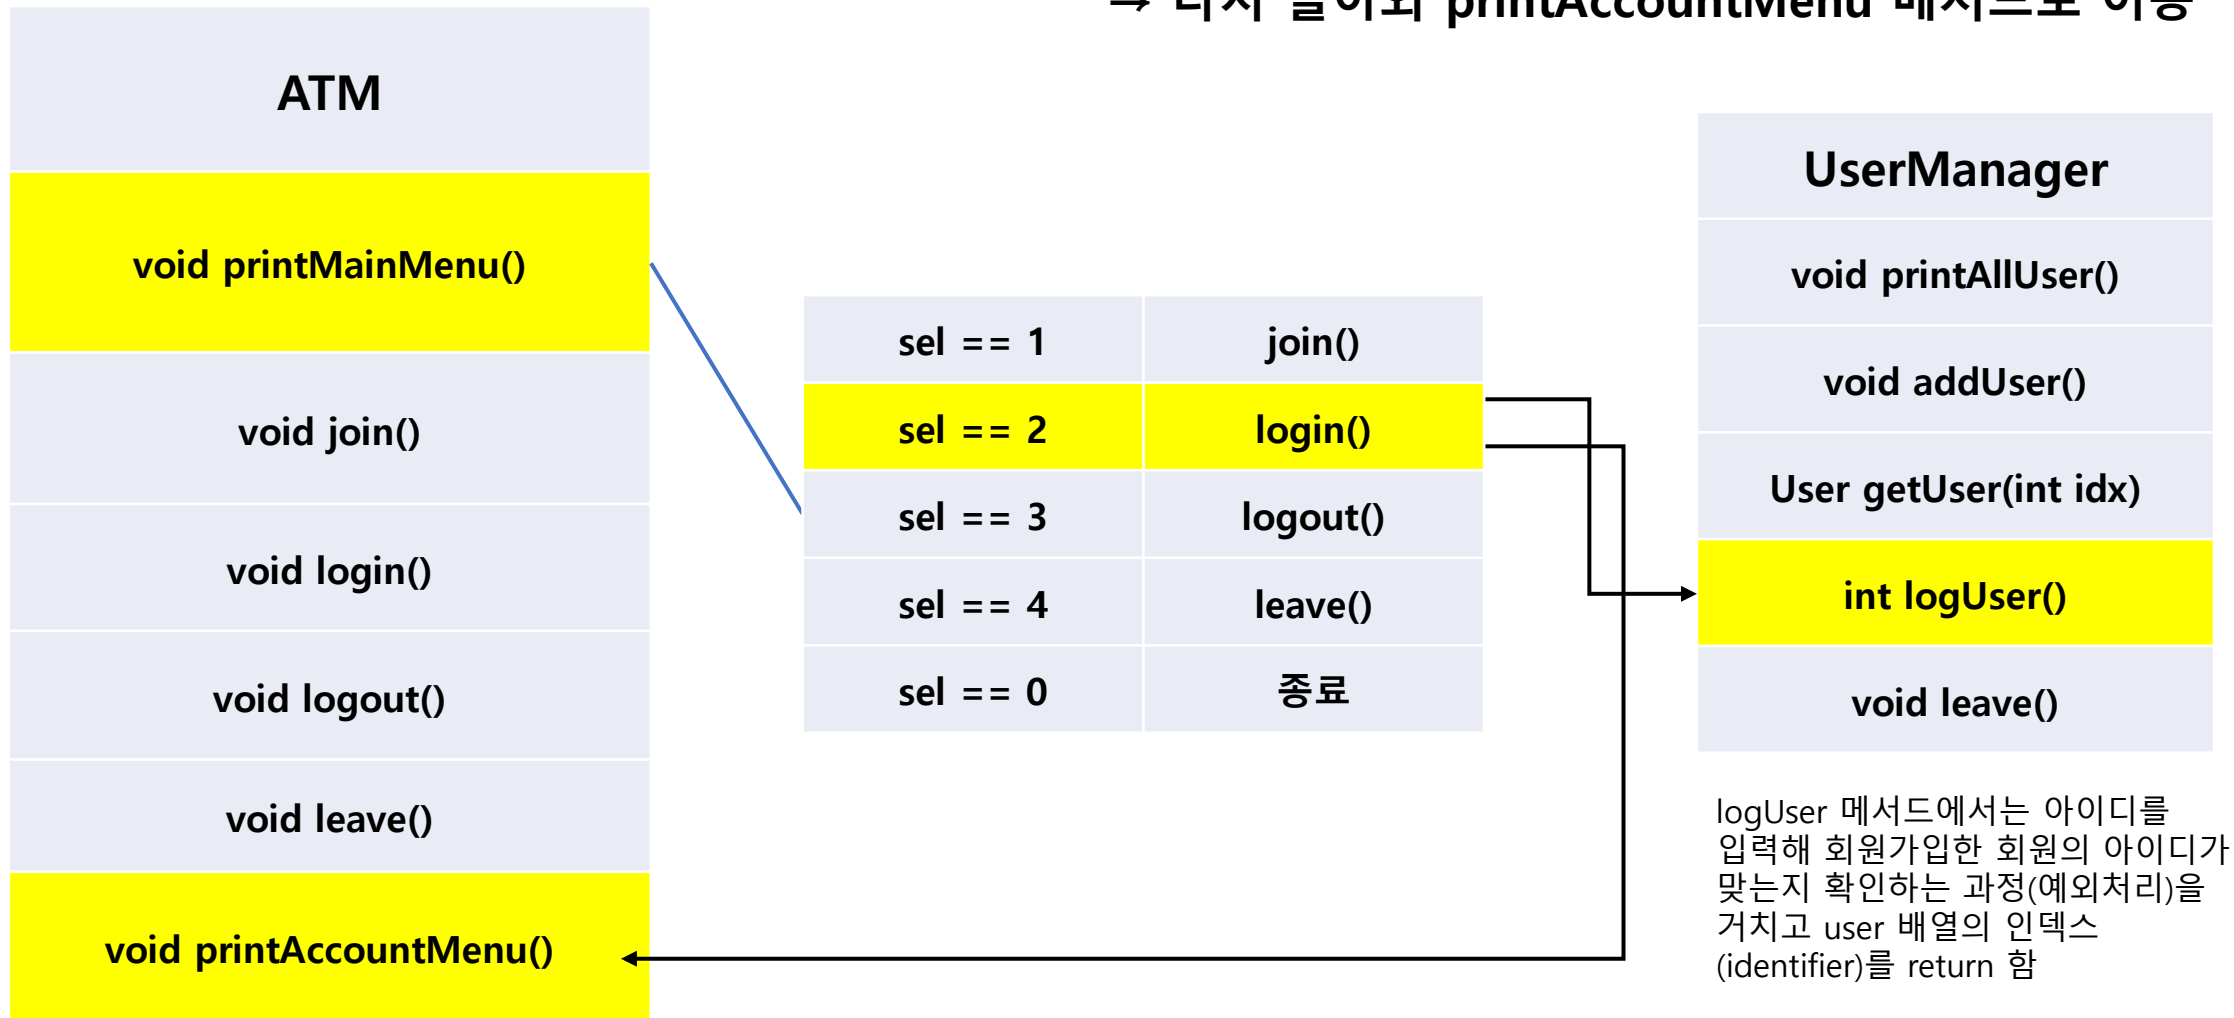 printAccountMenu
ATM
void printMainMenu()
void join()
void login()
void logout()
void leave()
void printAccountMenu()
sel == 1 join()
sel == 2 login()
sel == 3 logout()
sel == 4 leave()
sel == 0 종료
UserManager
void printAllUser()
void addUser()
User getUser(int idx)
int logUser()
void leave()
logUser 메서드에서는 아이디를
입력해 회원가입한 회원의 아이디가
맞는지 확인하는 과정(예외처리)을
거치고 user 배열의 인덱스
(identifier)를 return 함